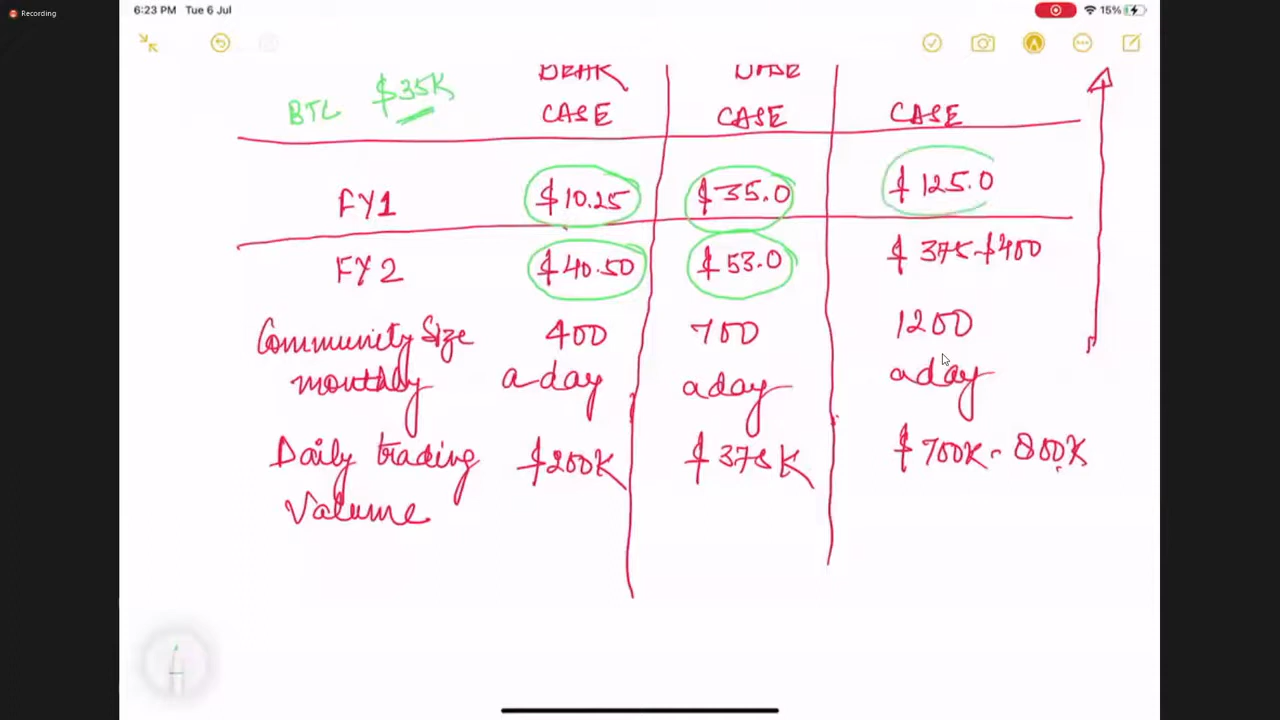 Recording
6:23 PM Tue 6 Jul
15%
BTC $35K
BEAR BASE
CASE CASE CASE
FY1 $10.25 $35.0 $125.0
FY2 $40.50 $53.0 $375-$400
Community Size 400 700 1200
monthly a day a day a day
Daily trading $200K $375K $700K - 800K
Volume